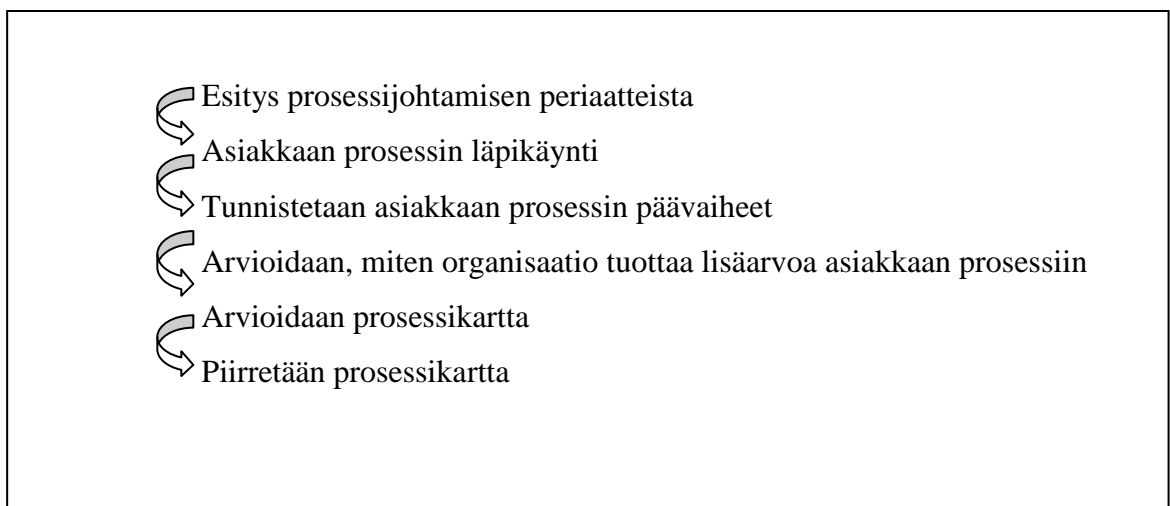 Esitys prosessijohtamisen periaatteista
Asiakkaan prosessin läpikäynti
Tunnistetaan asiakkaan prosessin päävaiheet
Arvioidaan, miten organisaatio tuottaa lisäarvoa asiakkaan prosessiin
Arvioidaan prosessikartta
Piirretään prosessikartta